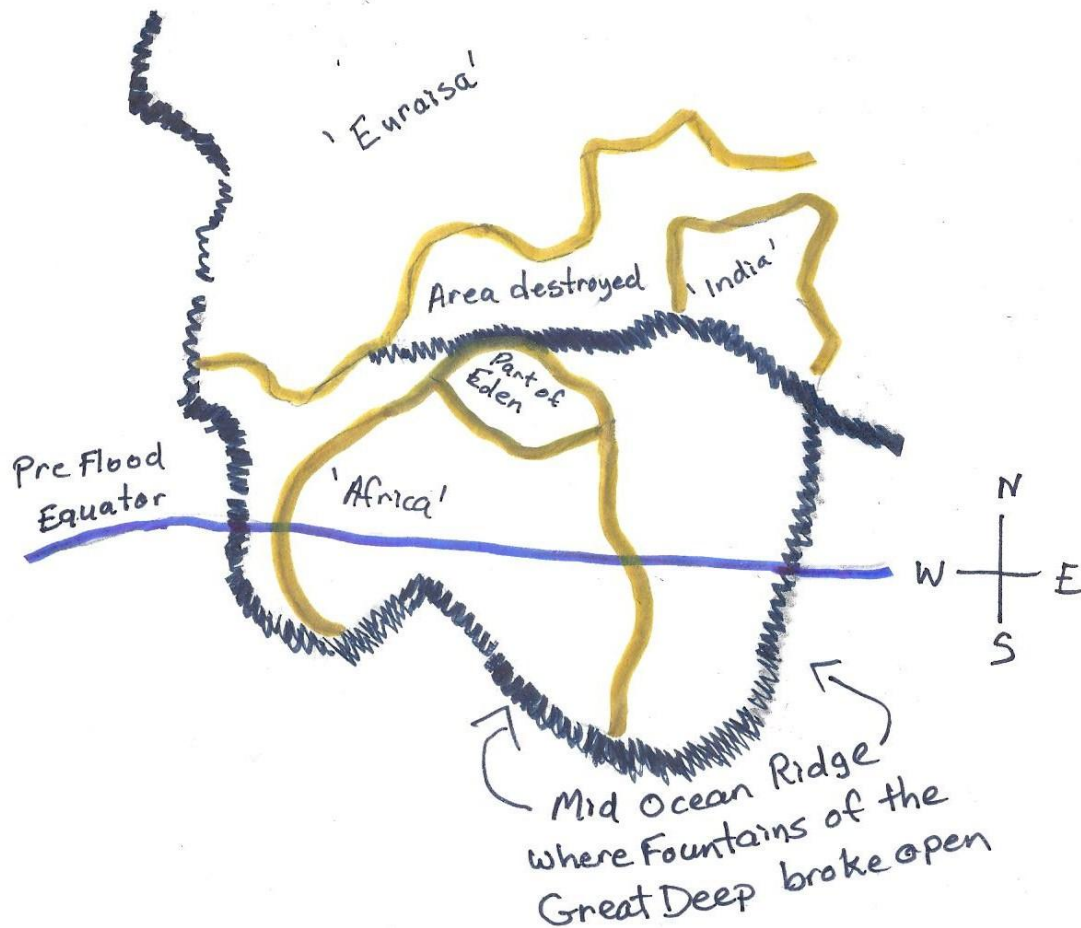 'Euraisa'
Area destroyed
'India'
Part of
Eden
'Africa'
Pre Flood
Equator
N
W
E
S
Mid Ocean Ridge
where Fountains of the
Great Deep broke open